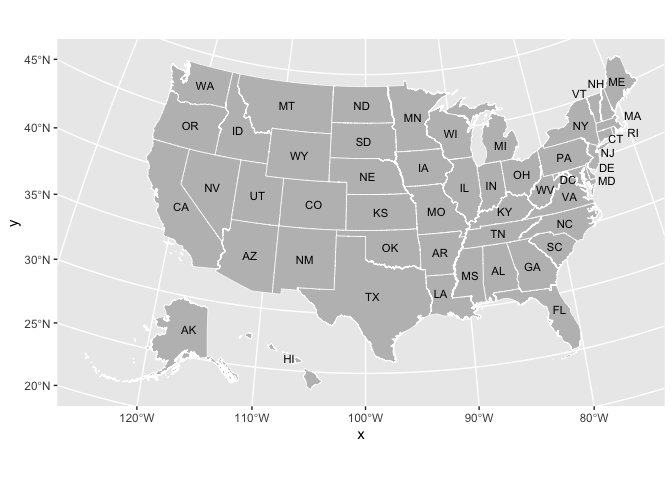 45°N
40°N
35°N
30°N
25°N
20°N
y
WA
MT
ND
MN
ME
NH
VT
OR
ID
WY
SD
WI
MI
NY
MA
RI
CT
NV
UT
CO
NE
IA
IL
IN
OH
PA
NJ
DE
MD
DC
WV
VA
CA
KS
MO
KY
NC
AZ
NM
OK
AR
TN
SC
TX
LA
MS
AL
GA
FL
AK
HI
120°W
110°W
100°W
90°W
80°W
x